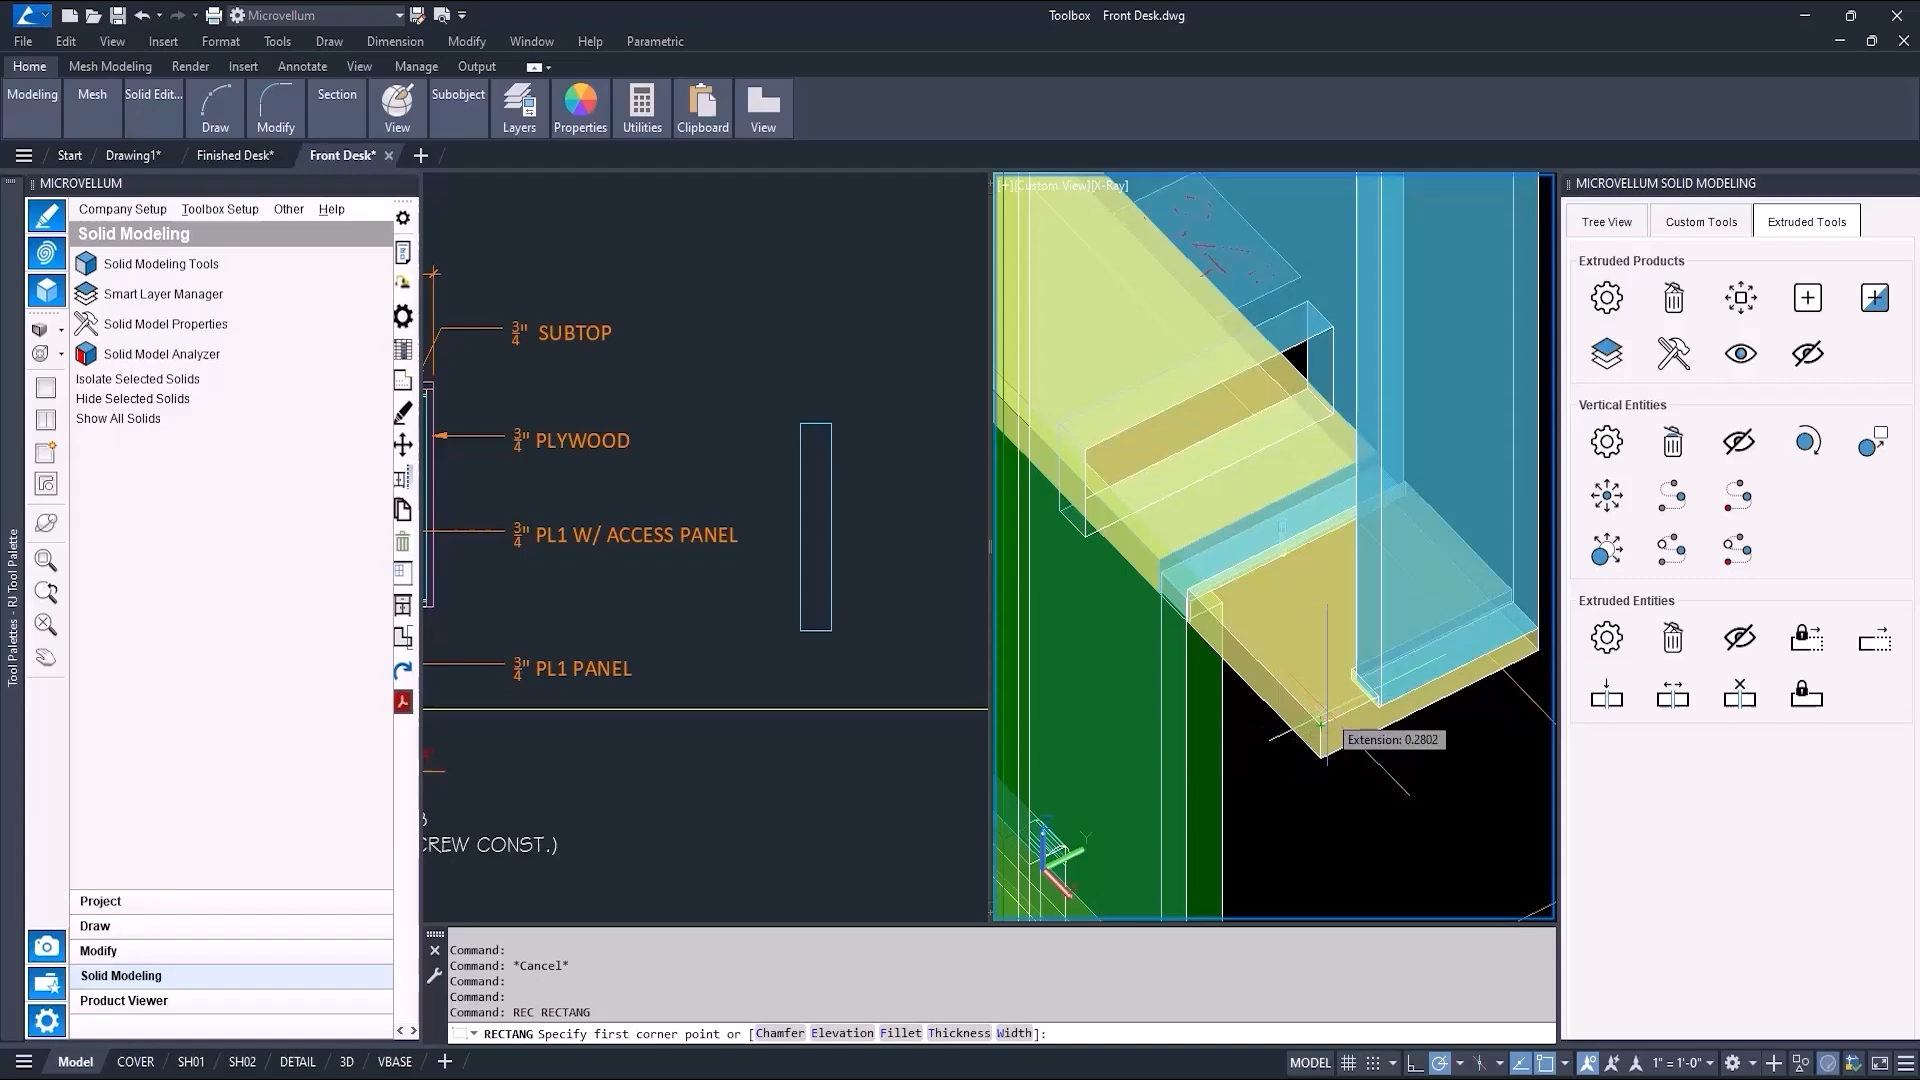 Microvellum
Toolbox Front Desk.dwg
File Edit View Insert Format Tools Draw Dimension Modify Window Help Parametric
Home Mesh Modeling Render Insert Annotate View Manage Output
Modeling Mesh Solid Edit... Draw Modify Section View Subobject Layers Properties Utilities Clipboard View
Start Drawing1* Finished Desk* Front Desk*
MICROVELLUM
Company Setup Toolbox Setup Other Help
Solid Modeling
Solid Modeling Tools
Smart Layer Manager
Solid Model Properties
Solid Model Analyzer
Isolate Selected Solids
Hide Selected Solids
Show All Solids
Project
Draw
Modify
Solid Modeling
Product Viewer
Tool Palettes - RJ Tool Palette
3/4" SUBTOP
3/4" PLYWOOD
3/4" PL1 W/ ACCESS PANEL
3/4" PL1 PANEL
CREW CONST.)
[+][Custom View][X-Ray]
Extension: 0.2802
Y
MICROVELLUM SOLID MODELING
Tree View Custom Tools Extruded Tools
Extruded Products
Vertical Entities
Extruded Entities
Command:
Command: *Cancel*
Command:
Command:
Command: REC RECTANG
RECTANG Specify first corner point or [Chamfer Elevation Fillet Thickness Width]:
Model COVER SH01 SH02 DETAIL 3D VBASE
MODEL 1" = 1'-0"